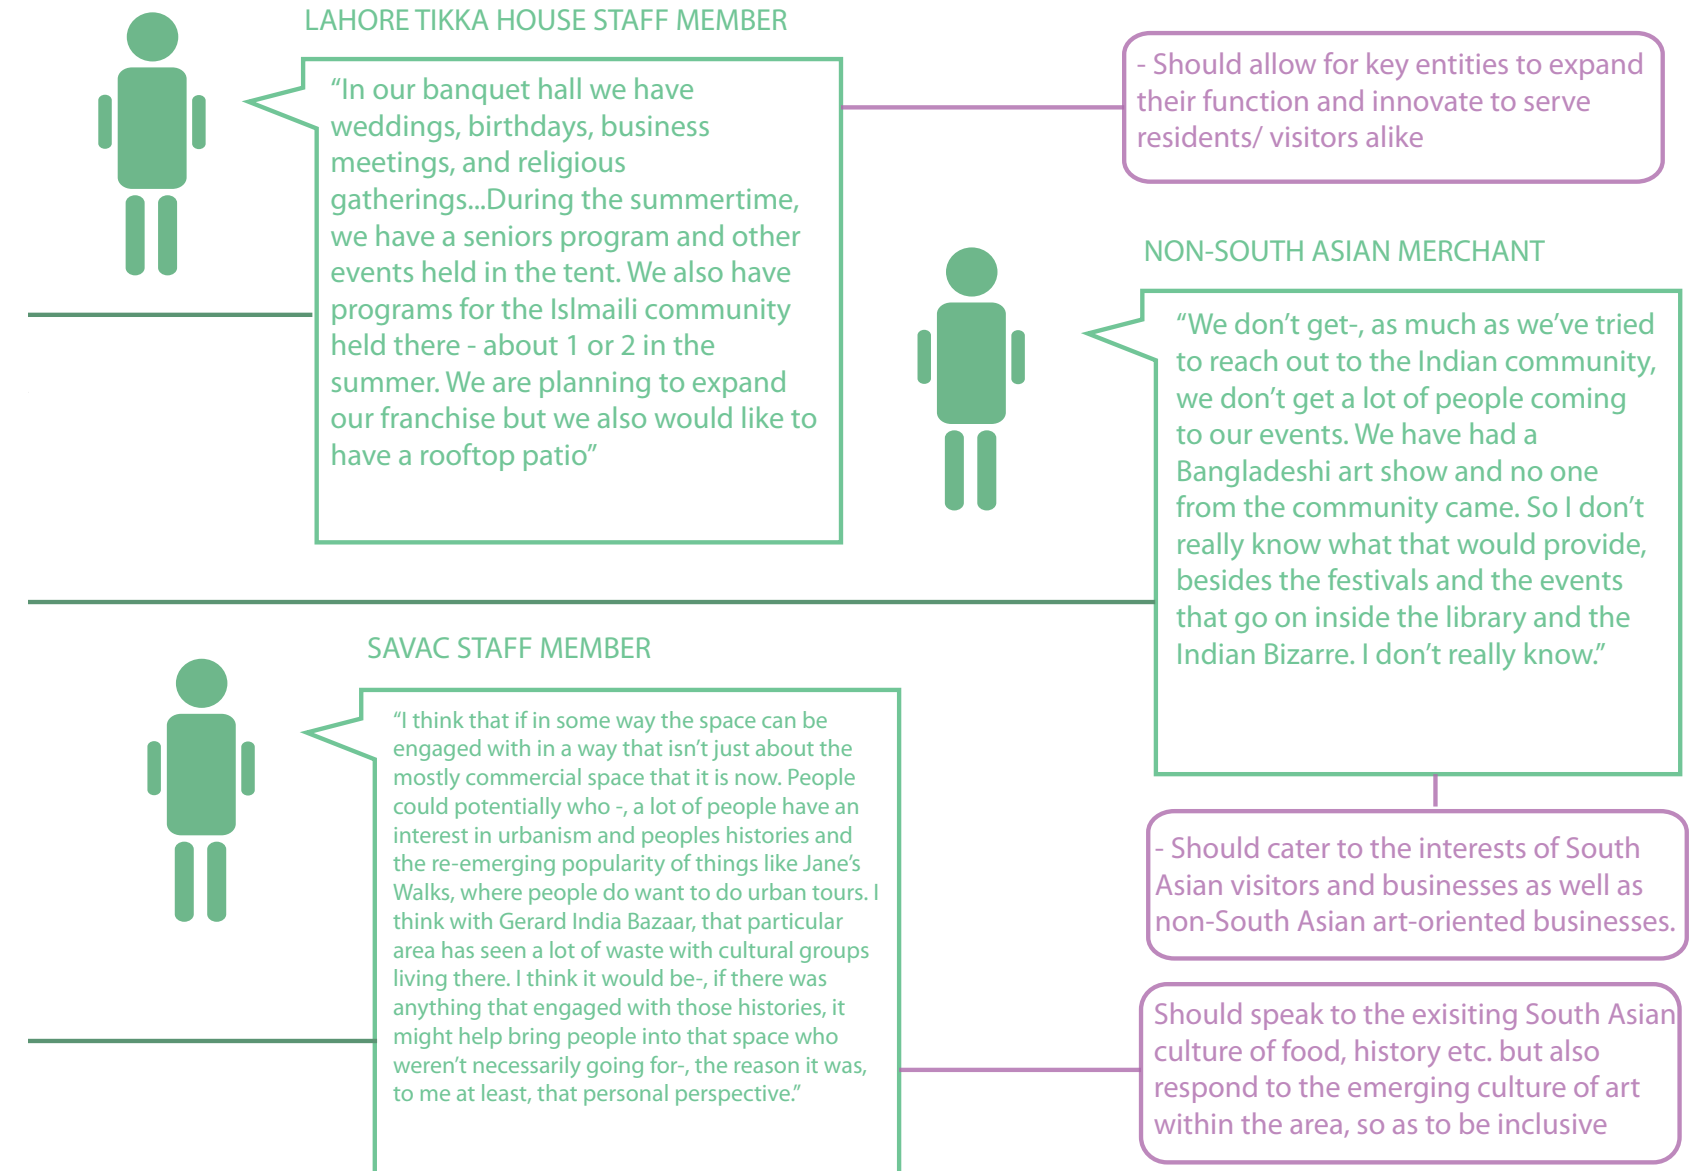 LAHORE TIKKA HOUSE STAFF MEMBER
“In our banquet hall we have
weddings, birthdays, business
meetings, and religious
gatherings...During the summertime,
we have a seniors program and other
events held in the tent. We also have
programs for the Islmaili community
held there - about 1 or 2 in the
summer. We are planning to expand
our franchise but we also would like to
have a rooftop patio”
- Should allow for key entities to expand
their function and innovate to serve
residents/ visitors alike
NON-SOUTH ASIAN MERCHANT
“We don’t get-, as much as we’ve tried
to reach out to the Indian community,
we don’t get a lot of people coming
to our events. We have had a
Bangladeshi art show and no one
from the community came. So I don’t
really know what that would provide,
besides the festivals and the events
that go on inside the library and the
Indian Bizarre. I don’t really know.”
- Should cater to the interests of South
Asian visitors and businesses as well as
non-South Asian art-oriented businesses.
SAVAC STAFF MEMBER
“I think that if in some way the space can be
engaged with in a way that isn’t just about the
mostly commercial space that it is now. People
could potentially who -, a lot of people have an
interest in urbanism and peoples histories and
the re-emerging popularity of things like Jane’s
Walks, where people do want to do urban tours. I
think with Gerard India Bazaar, that particular
area has seen a lot of waste with cultural groups
living there. I think it would be-, if there was
anything that engaged with those histories, it
might help bring people into that space who
weren’t necessarily going for-, the reason it was,
to me at least, that personal perspective.”
Should speak to the exisiting South Asian
culture of food, history etc. but also
respond to the emerging culture of art
within the area, so as to be inclusive